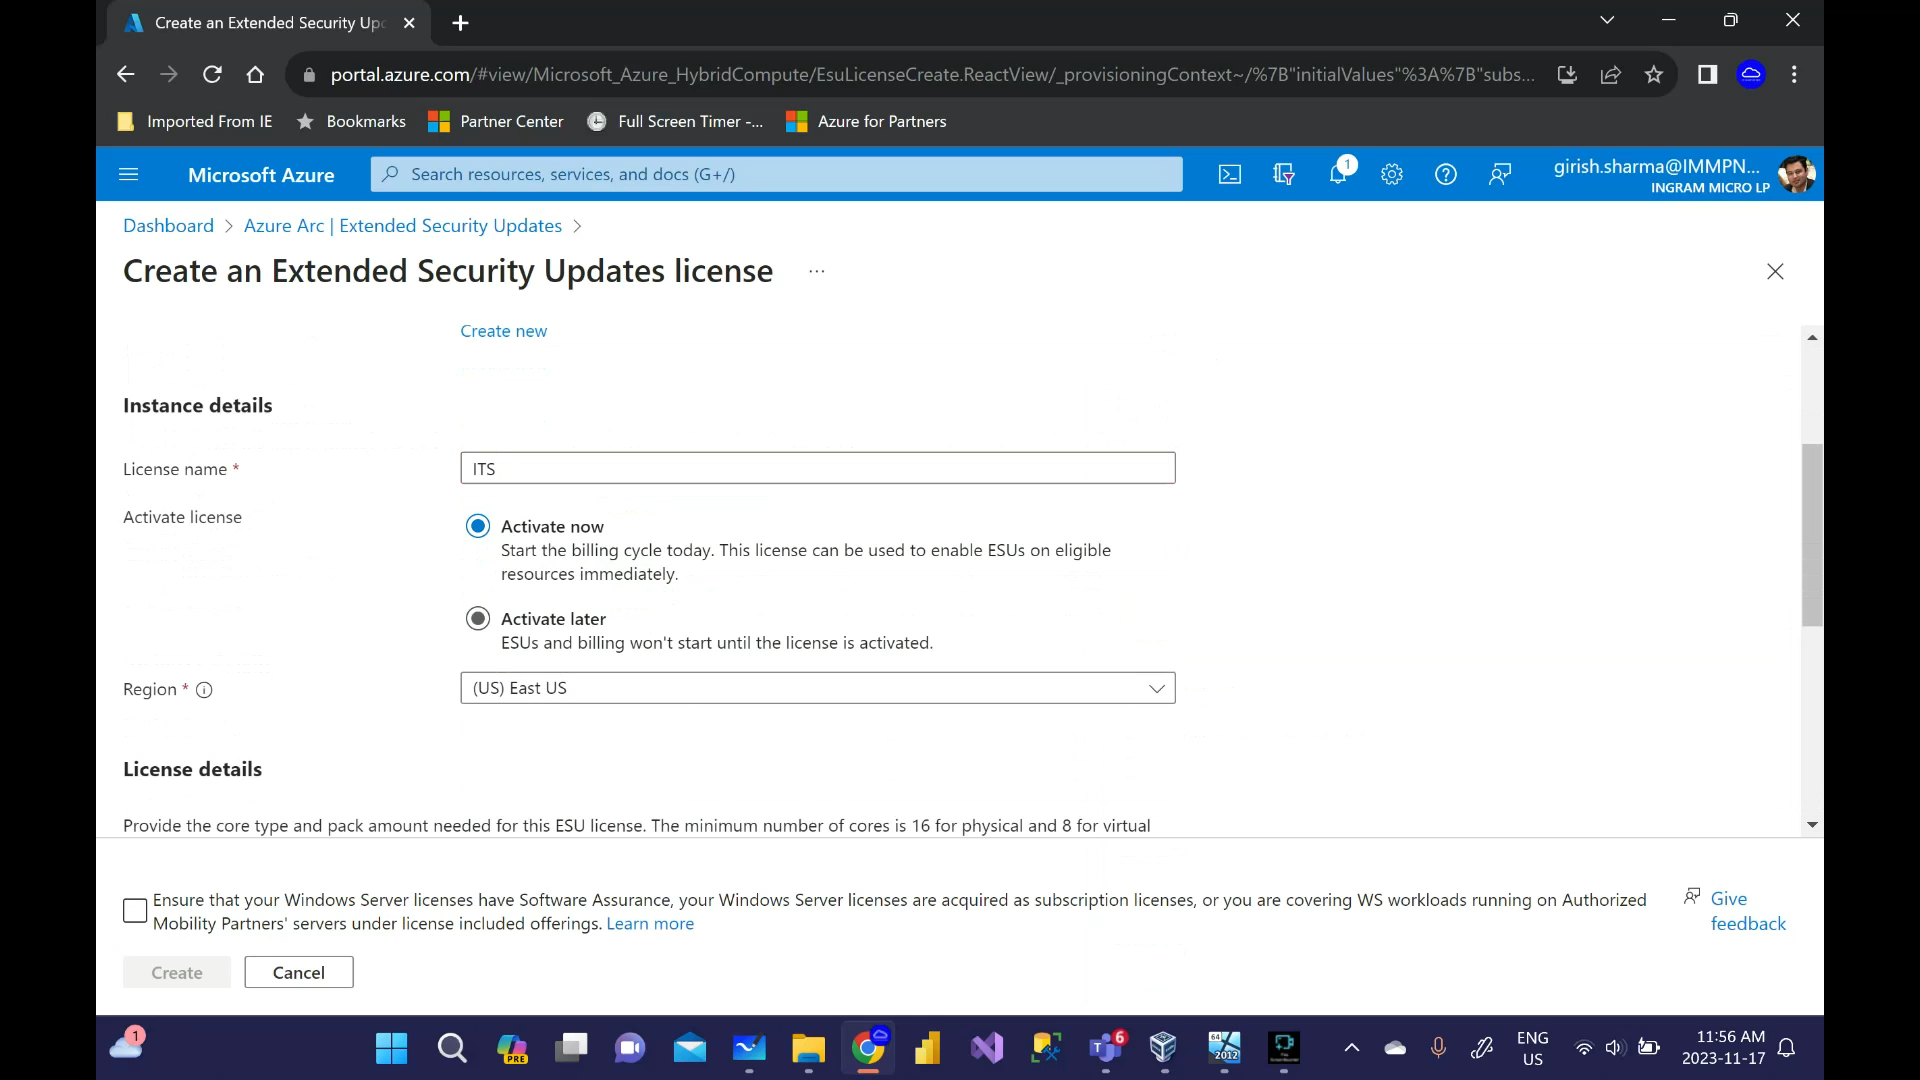 Create an Extended Security Upd
portal.azure.com/#view/Microsoft_Azure_HybridCompute/EsuLicenseCreate.ReactView/_provisioningContext~/%7B"initialValues"%3A%7B"subs...
Imported From IE
Bookmarks
Partner Center
Full Screen Timer -...
Azure for Partners
Microsoft Azure
Search resources, services, and docs (G+/)
1
girish.sharma@IMMPN...
INGRAM MICRO LP
Dashboard > Azure Arc | Extended Security Updates >
Create an Extended Security Updates license ...
Create new
Instance details
License name *
ITS
Activate license
Activate now
Start the billing cycle today. This license can be used to enable ESUs on eligible
resources immediately.
Activate later
ESUs and billing won't start until the license is activated.
Region *
(US) East US
License details
Provide the core type and pack amount needed for this ESU license. The minimum number of cores is 16 for physical and 8 for virtual
Ensure that your Windows Server licenses have Software Assurance, your Windows Server licenses are acquired as subscription licenses, or you are covering WS workloads running on Authorized
Mobility Partners' servers under license included offerings. Learn more
Give
feedback
Create
Cancel
1
PRE
6
64
2012
ENG
US
11:56 AM
2023-11-17